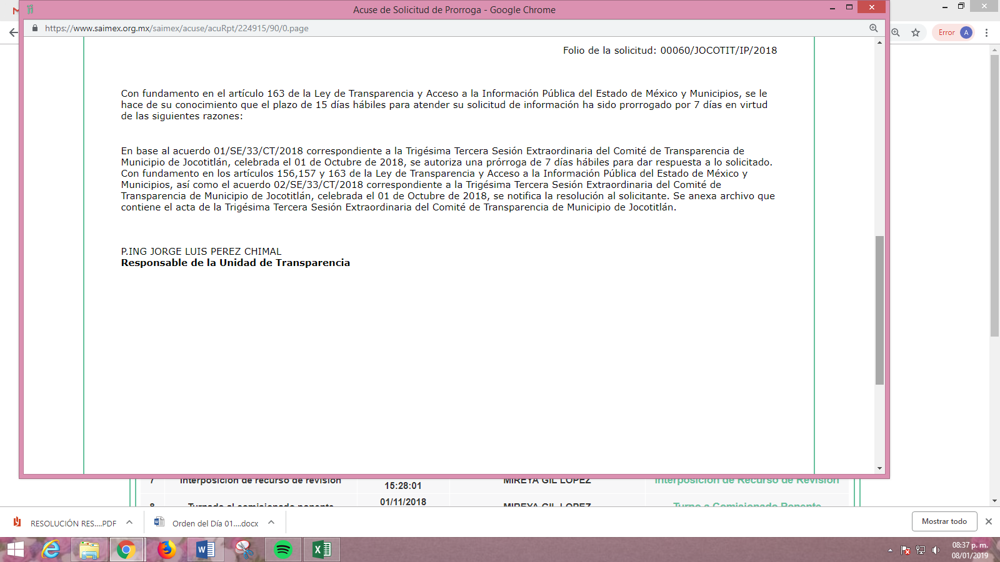 Acuse de Solicitud de Prorroga - Google Chrome
https://www.saimex.org.mx/saimex/acuse/acuRpt/224915/90/0.page
Error A
Folio de la solicitud: 00060/JOCOTIT/IP/2018
Con fundamento en el artículo 163 de la Ley de Transparencia y Acceso a la Información Pública del Estado de México y Municipios, se le
hace de su conocimiento que el plazo de 15 días hábiles para atender su solicitud de información ha sido prorrogado por 7 días en virtud
de las siguientes razones:
En base al acuerdo 01/SE/33/CT/2018 correspondiente a la Trigésima Tercera Sesión Extraordinaria del Comité de Transparencia de
Municipio de Jocotitlán, celebrada el 01 de Octubre de 2018, se autoriza una prórroga de 7 días hábiles para dar respuesta a lo solicitado.
Con fundamento en los artículos 156,157 y 163 de la Ley de Transparencia y Acceso a la Información Pública del Estado de México y
Municipios, así como el acuerdo 02/SE/33/CT/2018 correspondiente a la Trigésima Tercera Sesión Extraordinaria del Comité de
Transparencia de Municipio de Jocotitlán, celebrada el 01 de Octubre de 2018, se notifica la resolución al solicitante. Se anexa archivo que
contiene el acta de la Trigésima Tercera Sesión Extraordinaria del Comité de Transparencia de Municipio de Jocotitlán.
P.ING JORGE LUIS PEREZ CHIMAL
Responsable de la Unidad de Transparencia
7 Interposición de recurso de revisión 15:28:01 MIREYA GIL LOPEZ Interposición de Recurso de Revisión
8 Turnado al comisionado ponente 01/11/2018 MIREYA GIL LOPEZ Turno a Comisionado Ponente
RESOLUCIÓN RES....PDF
Orden del Día 01....docx
Mostrar todo
08:37 p. m.
08/01/2019